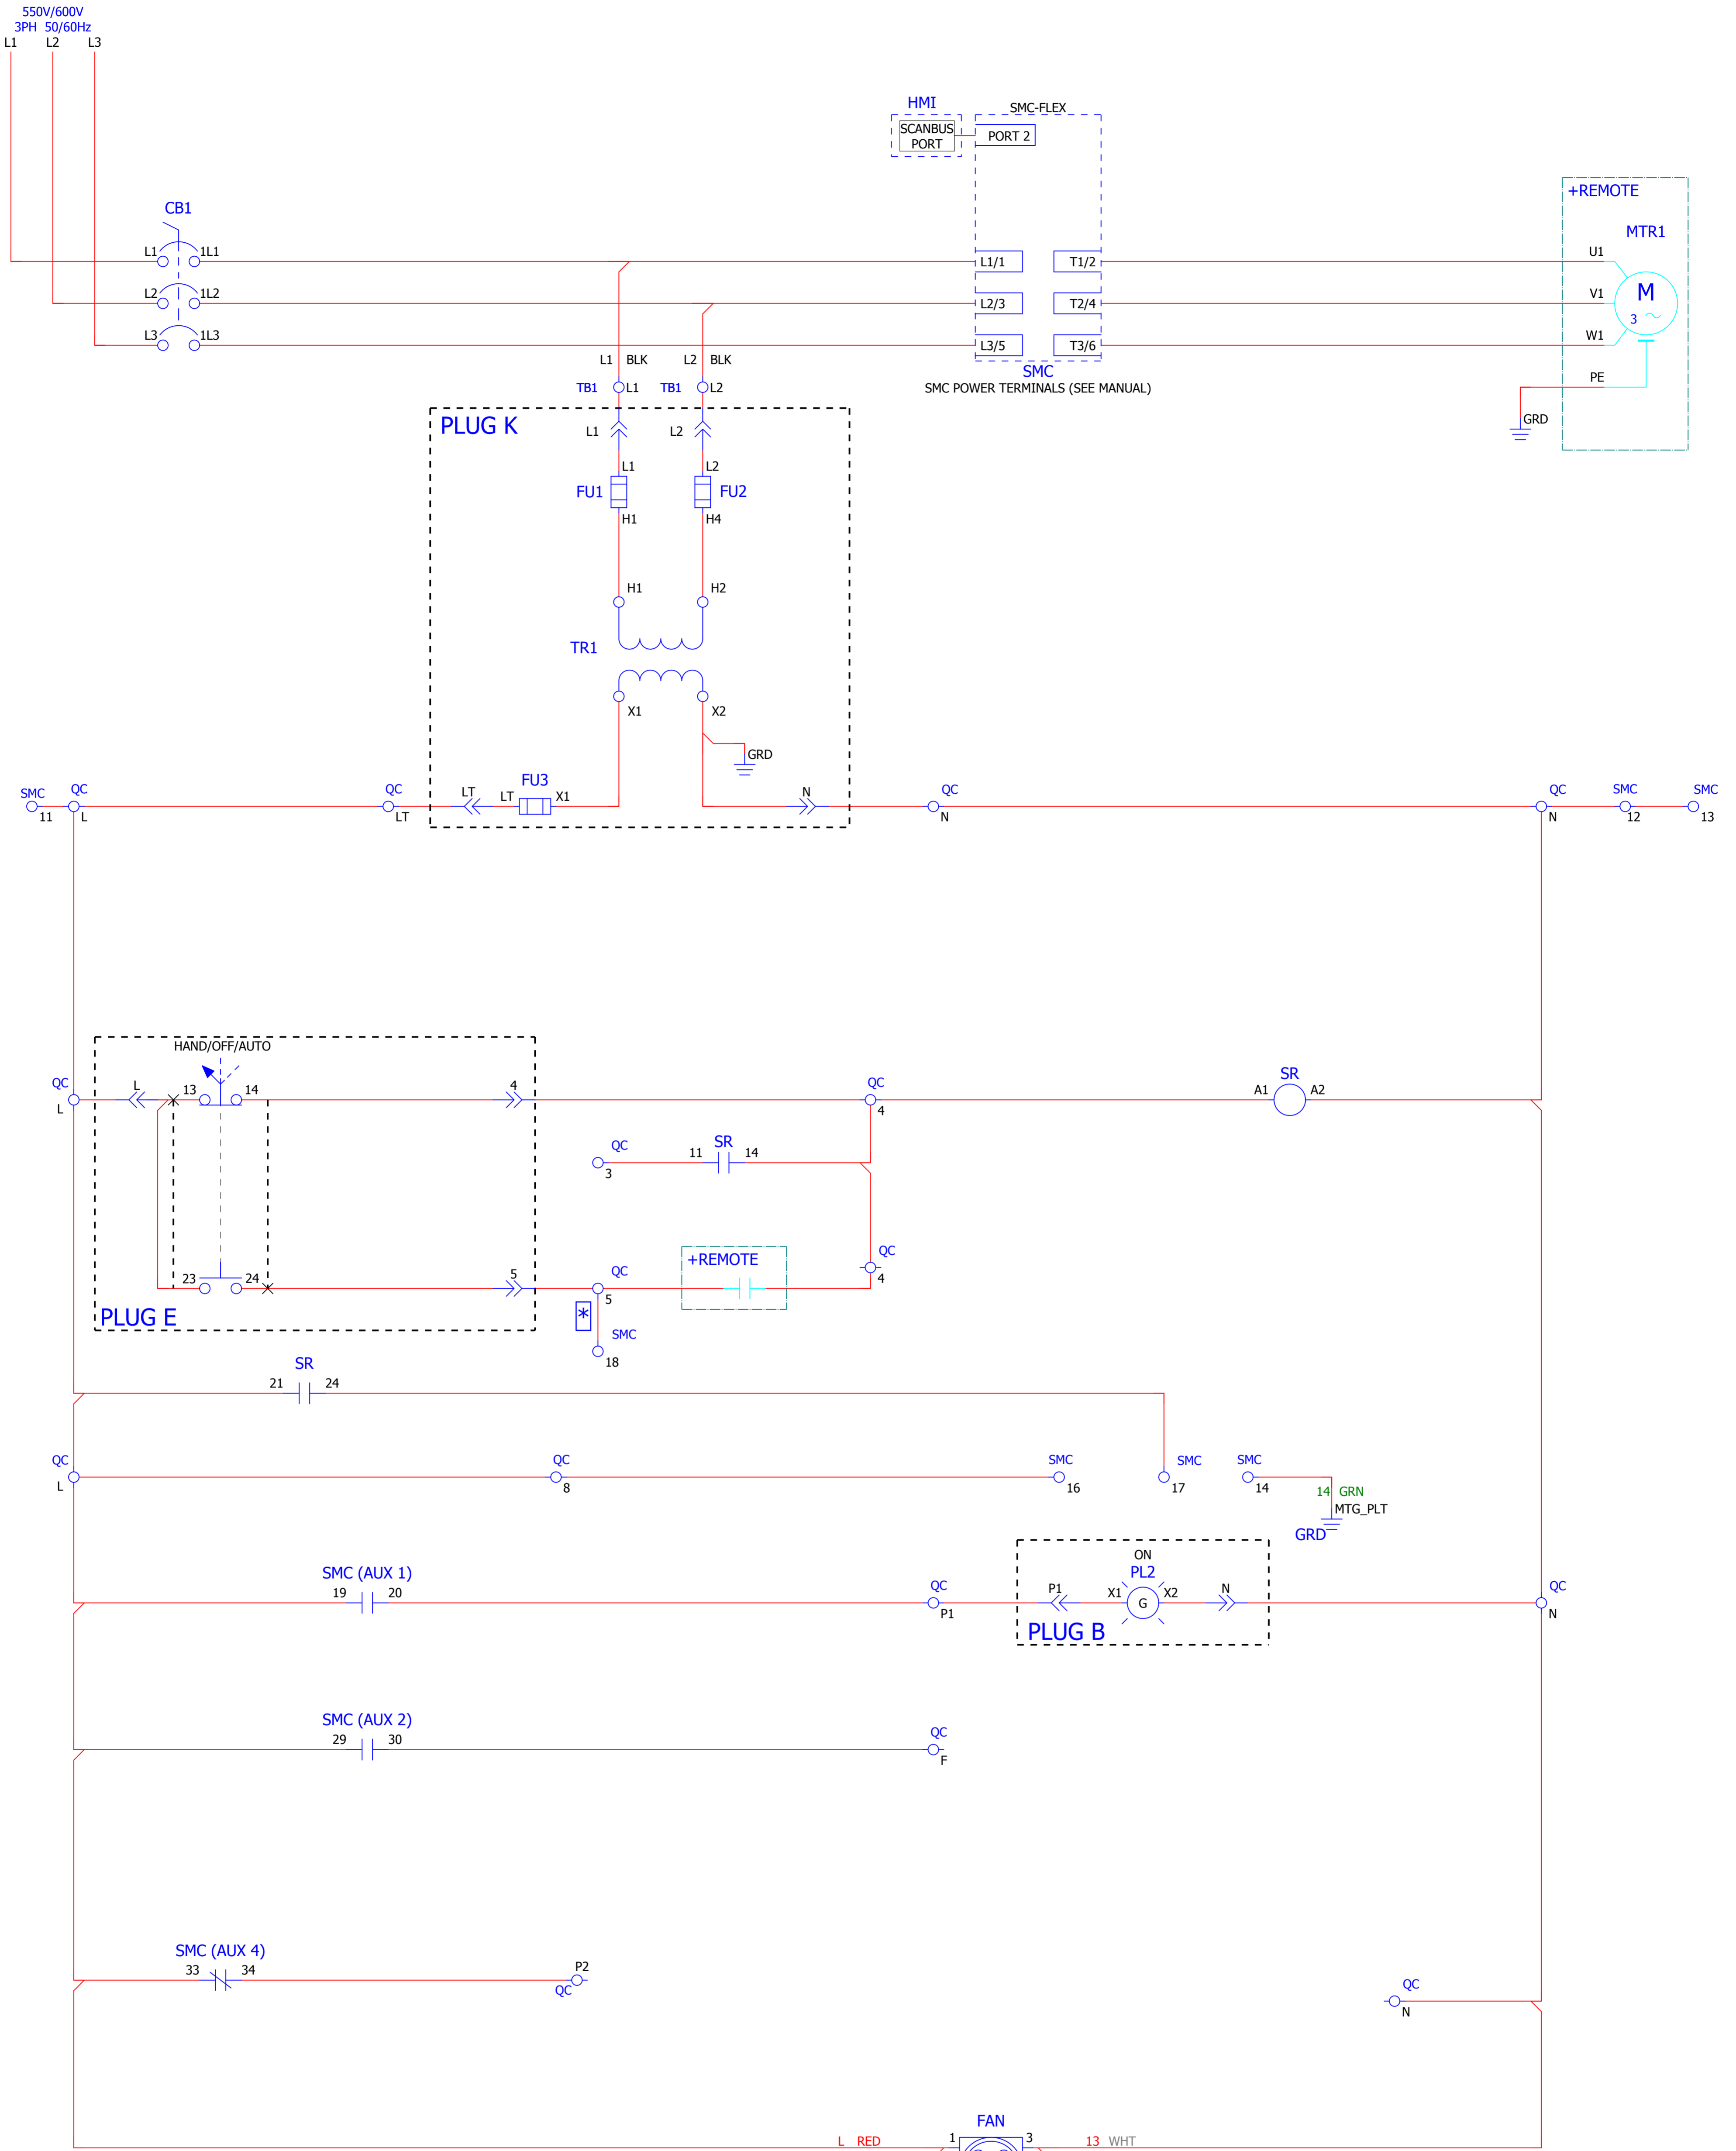 550V/600V
3PH 50/60Hz
L1 L2 L3
HMI
SMC-FLEX
SCANBUS
PORT
PORT 2
+REMOTE
CB1
MTR1
L1 1L1
L1/1 T1/2
U1
L2 1L2
L2/3 T2/4
V1
M
3
L3 1L3
L3/5 T3/6
W1
SMC
SMC POWER TERMINALS (SEE MANUAL)
PE
GRD
L1 BLK L2 BLK
TB1 L1 TB1 L2
PLUG K
L1 L2
L1 L2
FU1 FU2
H1 H4
H1 H2
TR1
X1 X2
GRD
FU3
SMC QC QC LT LT X1 N QC QC SMC SMC
11 L LT N N 12 13
HAND/OFF/AUTO
QC L 13 14 4 QC SR
L 4 A1 A2
QC SR
3 11 14
+REMOTE
QC
4
23 24 5 QC
5
PLUG E
*
SMC
18
SR
21 24
QC QC SMC SMC SMC
L 8 16 17 14
14 GRN
MTG_PLT
GRD
ON
SMC (AUX 1) PL2
19 20 QC P1 X1 G X2 N QC
P1 N
PLUG B
SMC (AUX 2)
29 30 QC
F
SMC (AUX 4)
33 34 P2
QC
QC
N
FAN
L RED 1 3 13 WHT